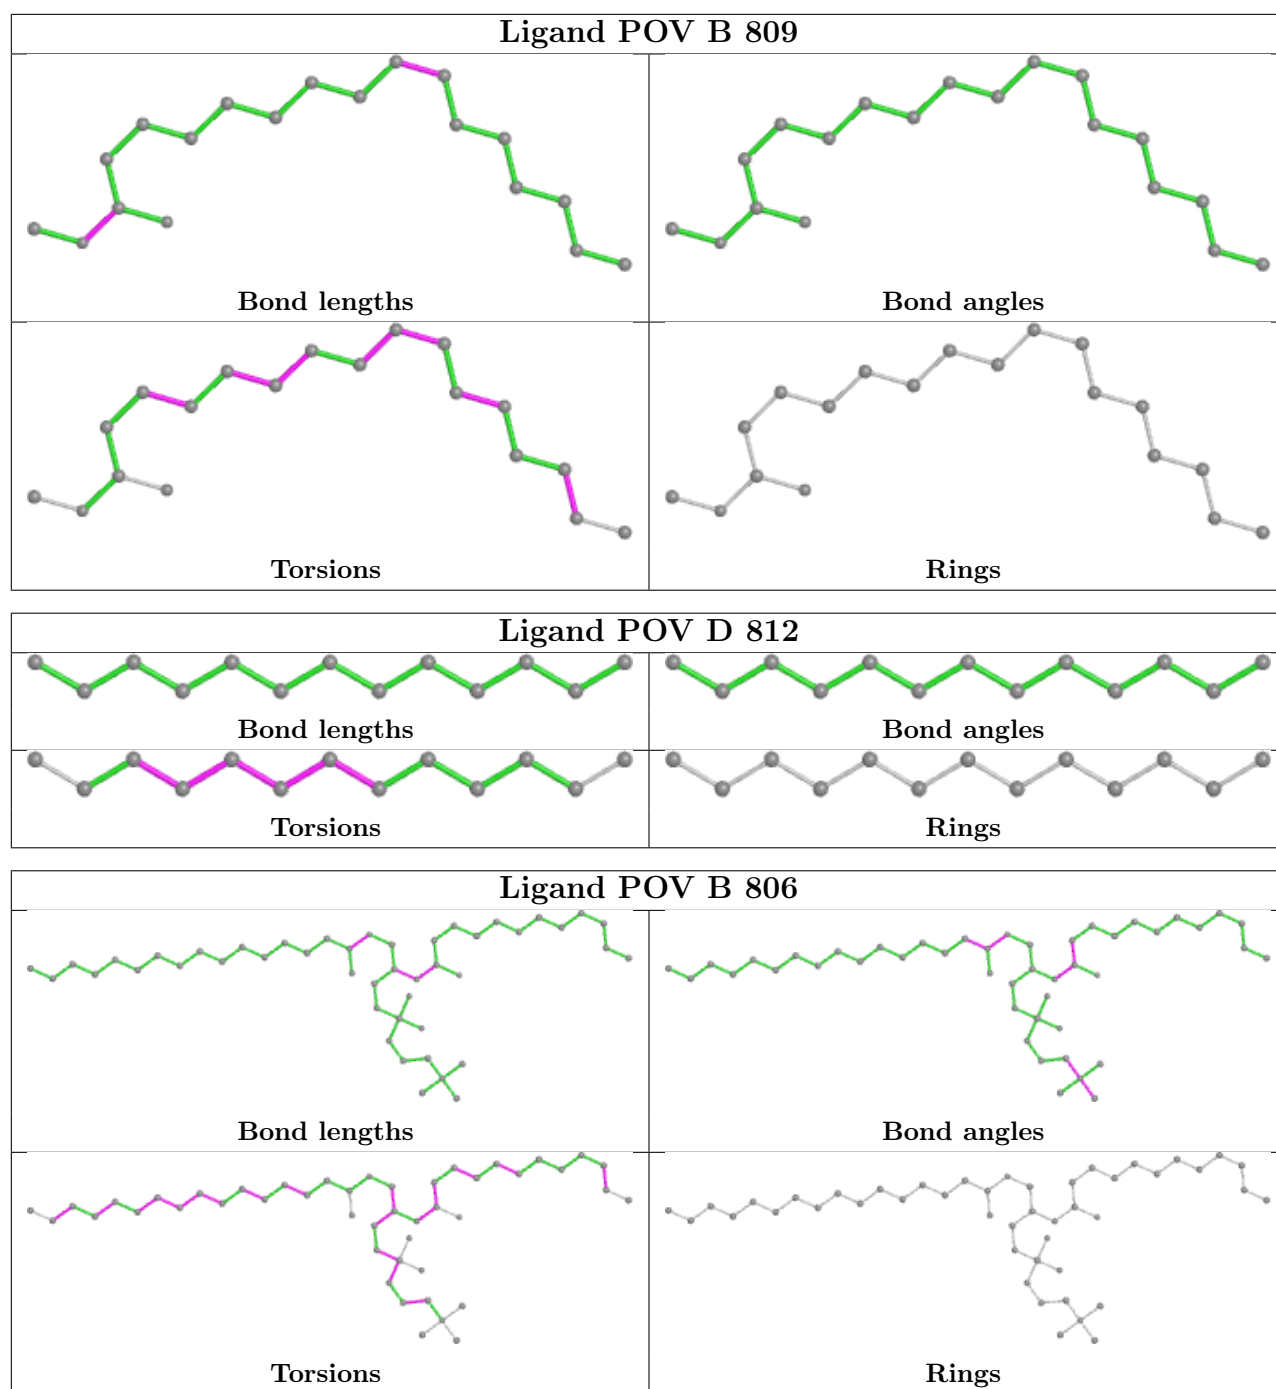 Ligand POV B 809
Bond lengths
Bond angles
Torsions
Rings
Ligand POV D 812
Bond lengths
Bond angles
Torsions
Rings
Ligand POV B 806
Bond lengths
Bond angles
Torsions
Rings